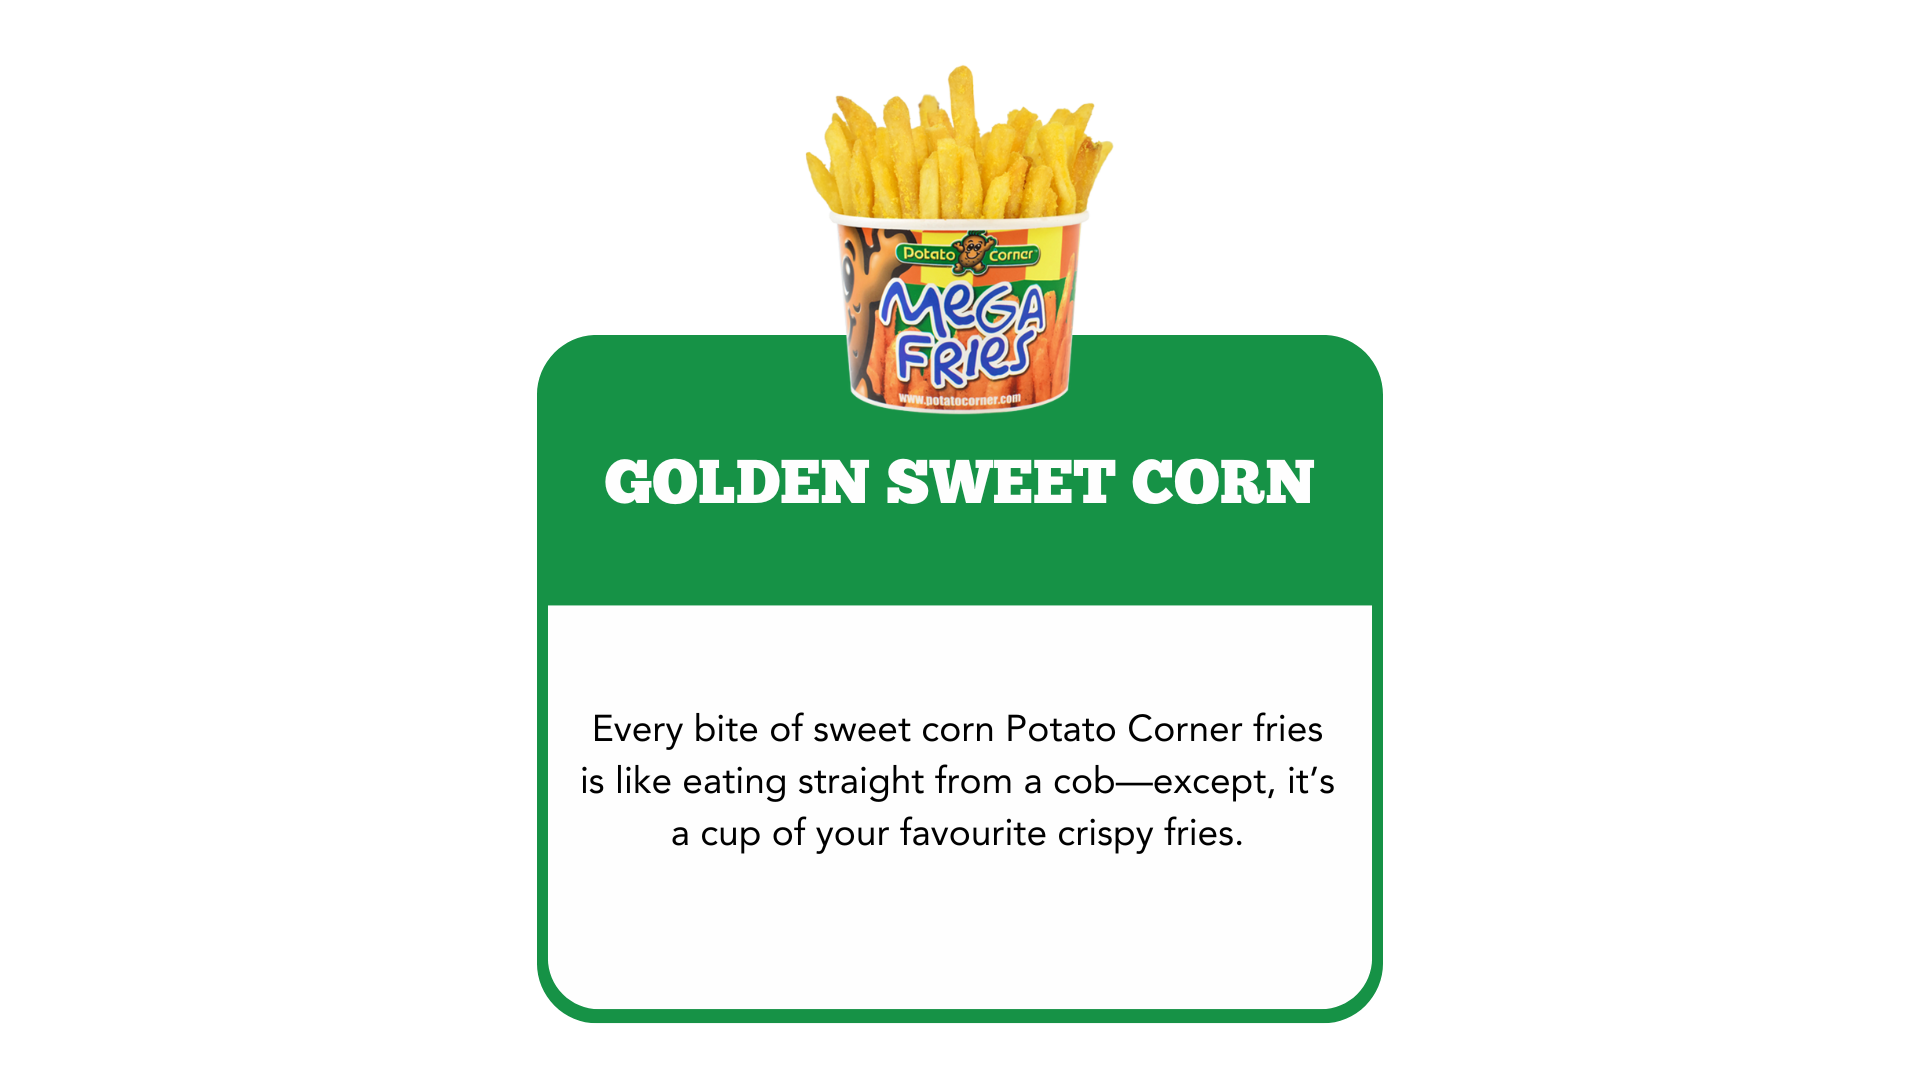 Potato Corner
MEGA
FRIES
www.potatocorner.com
GOLDEN SWEET CORN
Every bite of sweet corn Potato Corner fries
is like eating straight from a cob—except, it’s
a cup of your favourite crispy fries.